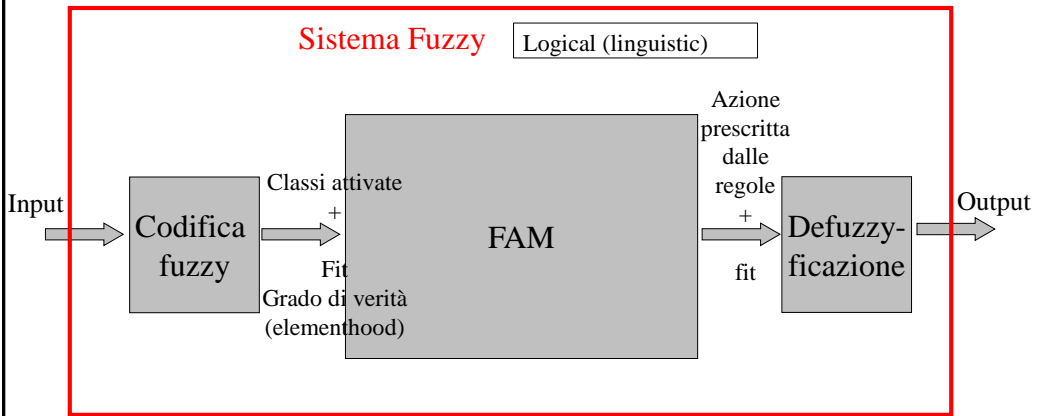 Sistema Fuzzy
Logical (linguistic)
Input
Codifica
fuzzy
Classi attivate
+
Fit
Grado di verità
(elementhood)
FAM
Azione
prescritta
dalle
regole
+
fit
Defuzzy-
ficazione
Output